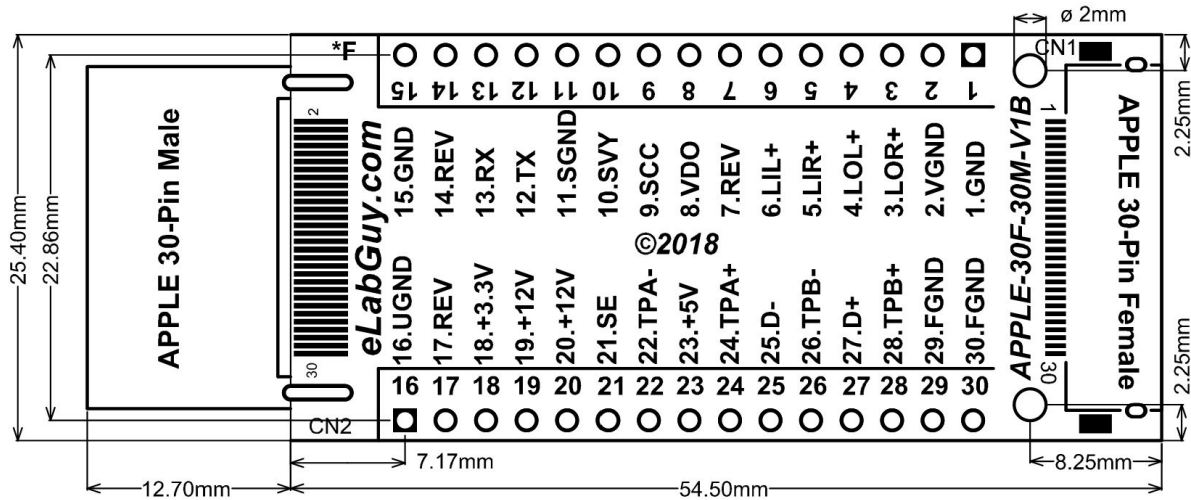 ø 2mm
*F
CN1
15 14 13 12 11 10 9 8 7 6 5 4 3 2 1
2
1
15.GND
14.REV
13.RX
12.TX
11.SGND
10.SVY
9.SCC
8.VDO
7.REV
6.LIL+
5.LIR+
4.LOL+
3.LOR+
2.VGND
1.GND
2.25mm
25.40mm
22.86mm
APPLE 30-Pin Male
eLabGuy.com
©2018
APPLE-30F-30M-V1B
APPLE 30-Pin Female
16.UGND
17.REV
18.+3.3V
19.+12V
20.+12V
21.SE
22.TPA-
23.+5V
24.TPA+
25.D-
26.TPB-
27.D+
28.TPB+
29.FGND
30.FGND
30
30
2.25mm
16 17 18 19 20 21 22 23 24 25 26 27 28 29 30
CN2
7.17mm
8.25mm
12.70mm
54.50mm